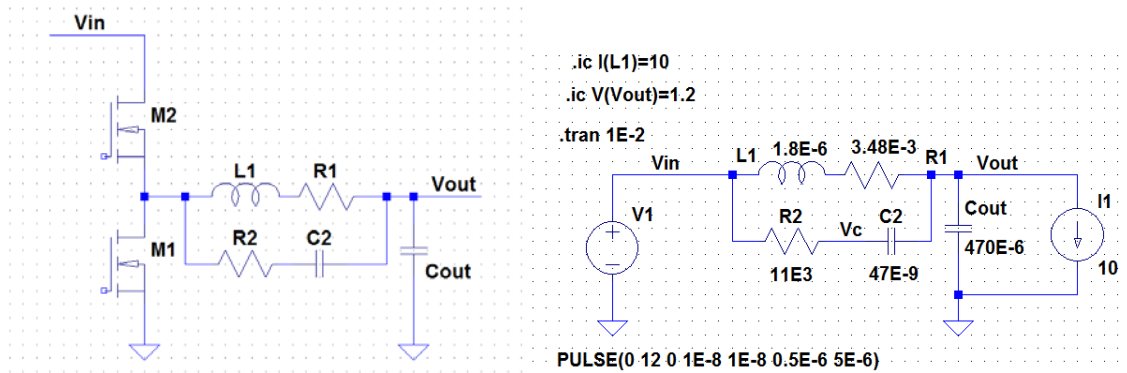 Vin
M2
L1 R1
Vout
R2 C2
M1
Cout
.ic I(L1)=10
.ic V(Vout)=1.2
.tran 1E-2
Vin
L1 1.8E-6 3.48E-3 R1 Vout
V1
R2 Vc C2
Cout
I1
11E3 47E-9
470E-6
10
PULSE(0 12 0 1E-8 1E-8 0.5E-6 5E-6)